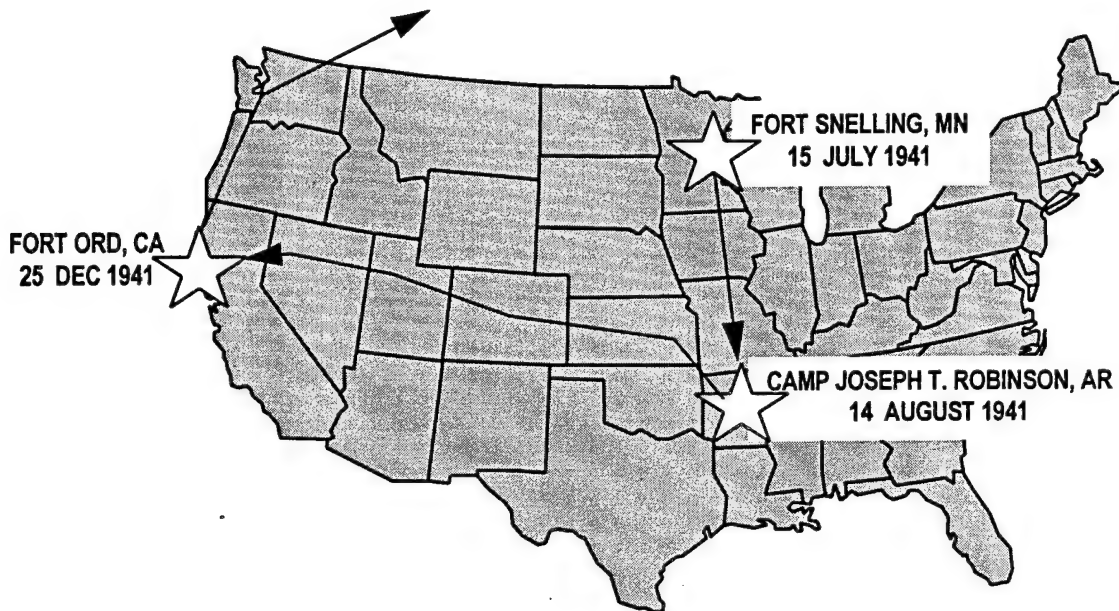 FORT SNELLING, MN
15 JULY 1941
FORT ORD, CA
25 DEC 1941
CAMP JOSEPH T. ROBINSON, AR
14 AUGUST 1941